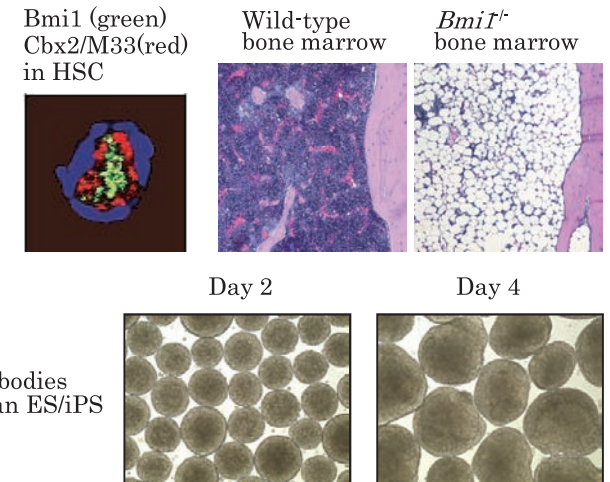 Bmi1 (green)
Cbx2/M33(red)
in HSC
Wild-type
bone marrow
Bmi1-/-
bone marrow
Day 2
Day 4
bodies
an ES/iPS